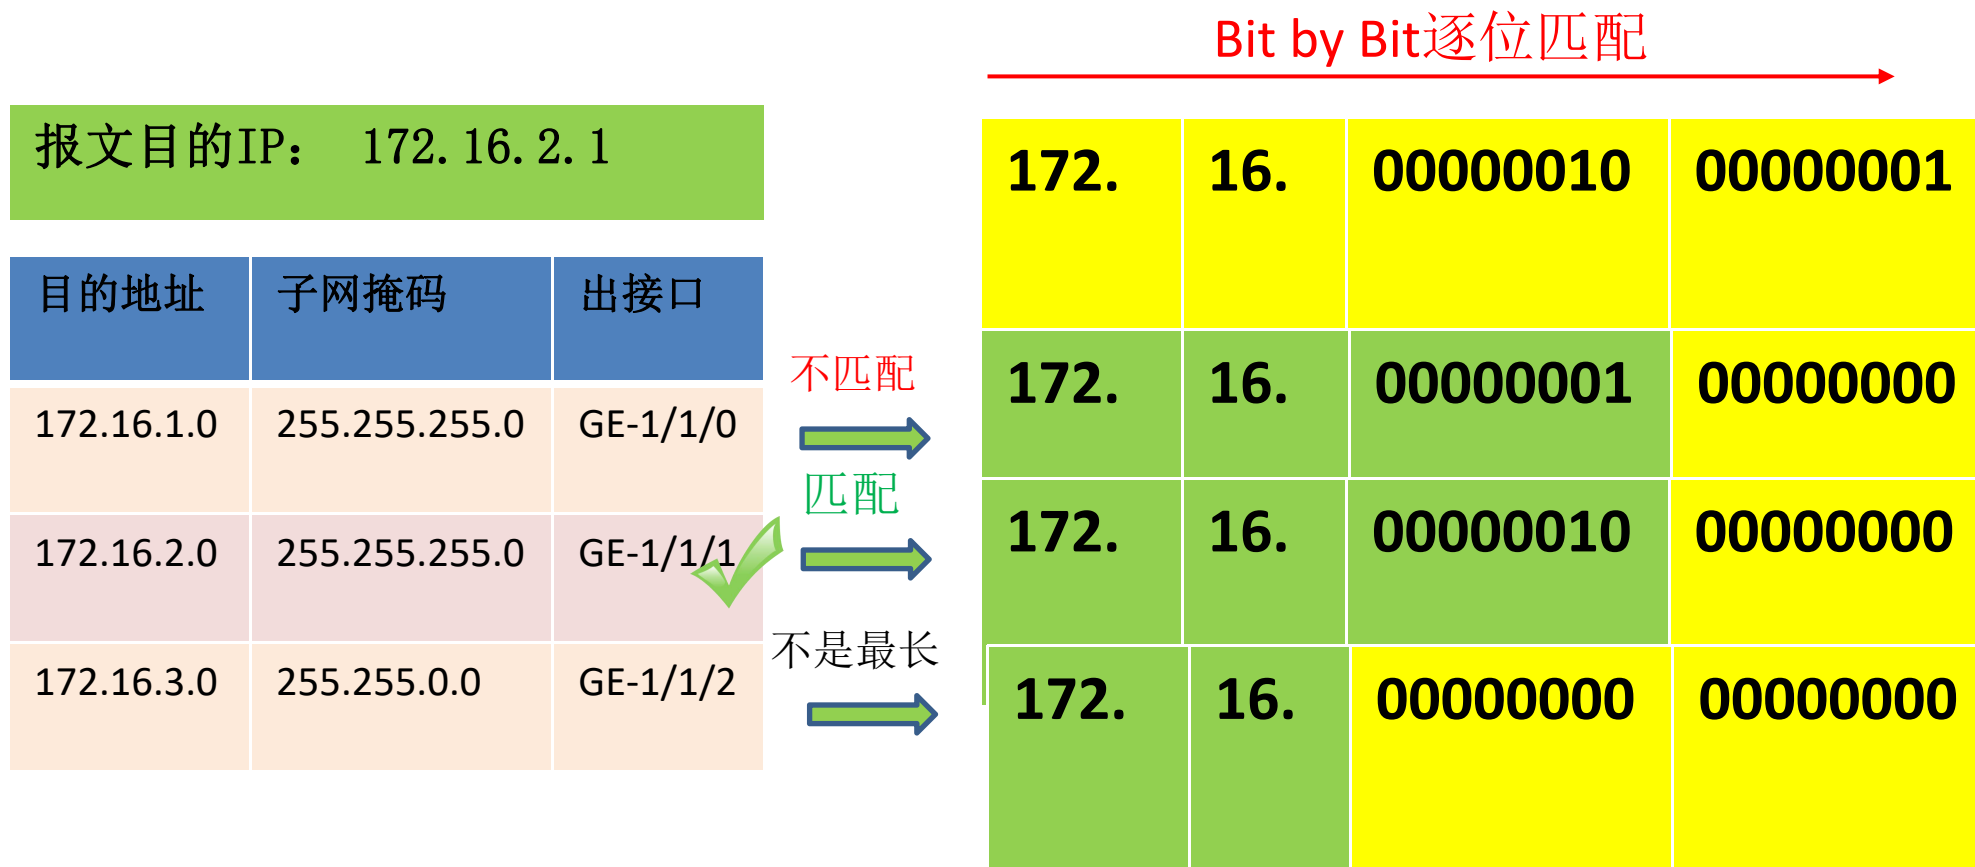 Bit by Bit逐位匹配
报文目的IP： 172.16.2.1
172. 16. 00000010 00000001
目的地址 子网掩码 出接口
不匹配
172.16.1.0 255.255.255.0 GE-1/1/0
172. 16. 00000001 00000000
匹配
172.16.2.0 255.255.255.0 GE-1/1/1
172. 16. 00000010 00000000
不是最长
172.16.3.0 255.255.0.0 GE-1/1/2
172. 16. 00000000 00000000